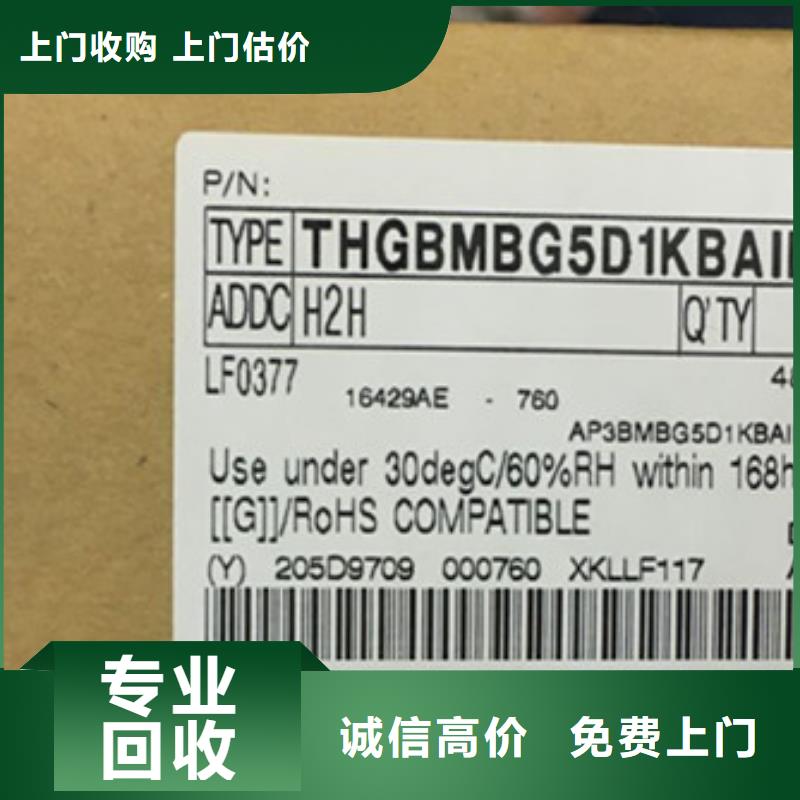 上门收购 上门估价
P/N:
TYPE THGBMBG5D1KBAI
ADDC H2H Q'TY
LF0377
16429AE - 760
AP3BMBG5D1KBAI
Use under 30degC/60%RH within 168h
[[G]]/RoHS COMPATIBLE
(Y) 205D9709 000760 XKLLF117
专业
回收
诚信高价 免费上门